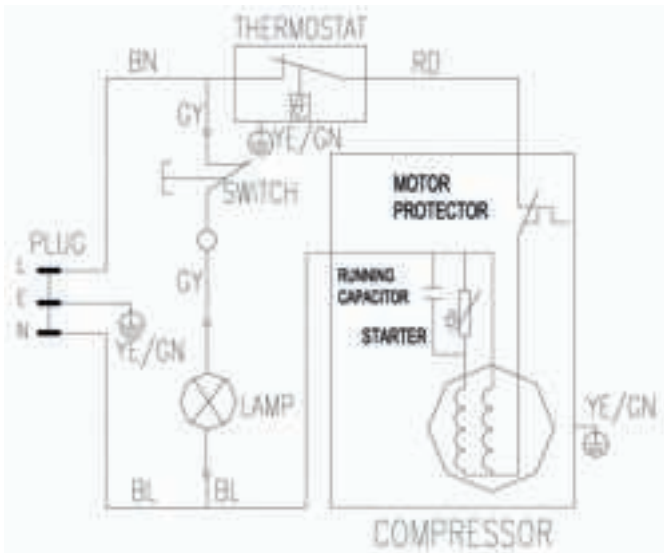 THERMOSTAT
BN
RD
GY
YE/GN
SWITCH
MOTOR
PROTECTOR
PLUG
L
E
N
GY
RUNNING
CAPACITOR
STARTER
YE/GN
LAMP
YE/GN
BL
BL
COMPRESSOR